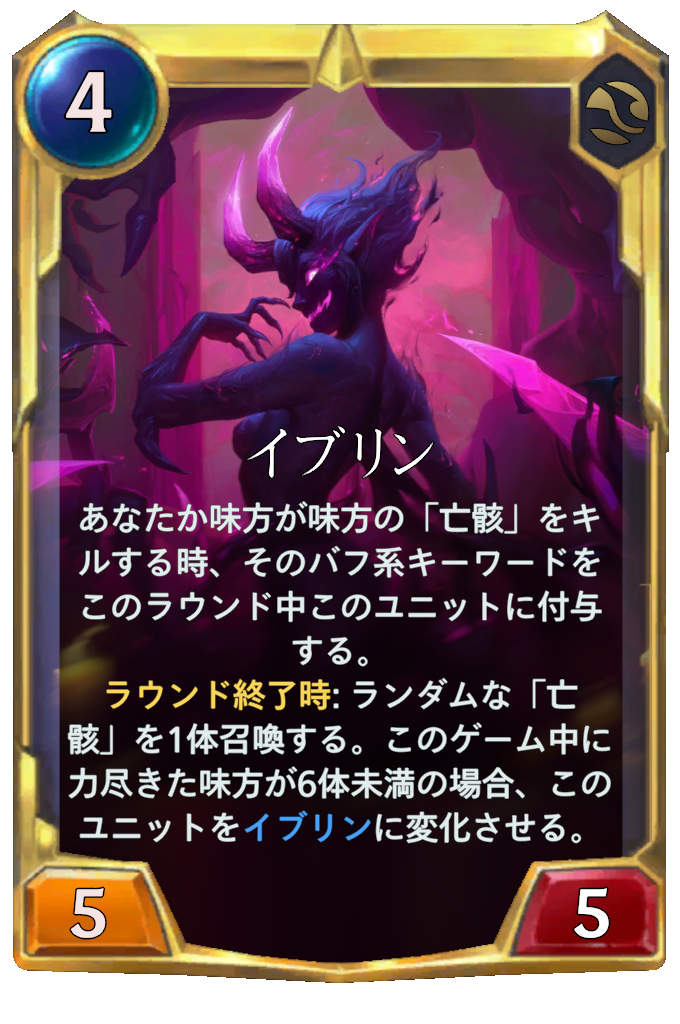 4
イブリン
あなたか味方が味方の「亡骸」をキ
ルする時、そのバフ系キーワードを
このラウンド中このユニットに付与
する。
ラウンド終了時: ランダムな「亡
骸」を1体召喚する。このゲーム中に
力尽きた味方が6体未満の場合、この
ユニットをイブリンに変化させる。
5
5